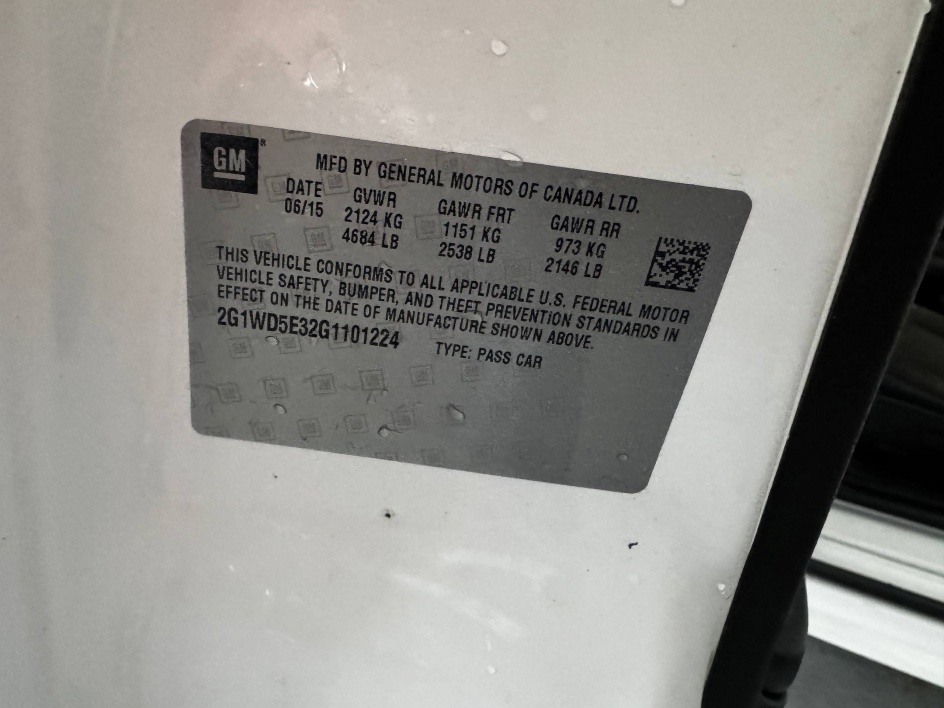 GM
MFD BY GENERAL MOTORS OF CANADA LTD.
DATE GVWR GAWR FRT GAWR RR
06/15 2124 KG 1151 KG 973 KG
4684 LB 2538 LB 2146 LB
THIS VEHICLE CONFORMS TO ALL APPLICABLE U.S. FEDERAL MOTOR
VEHICLE SAFETY, BUMPER, AND THEFT PREVENTION STANDARDS IN
EFFECT ON THE DATE OF MANUFACTURE SHOWN ABOVE.
2G1WD5E32G1101224 TYPE: PASS CAR